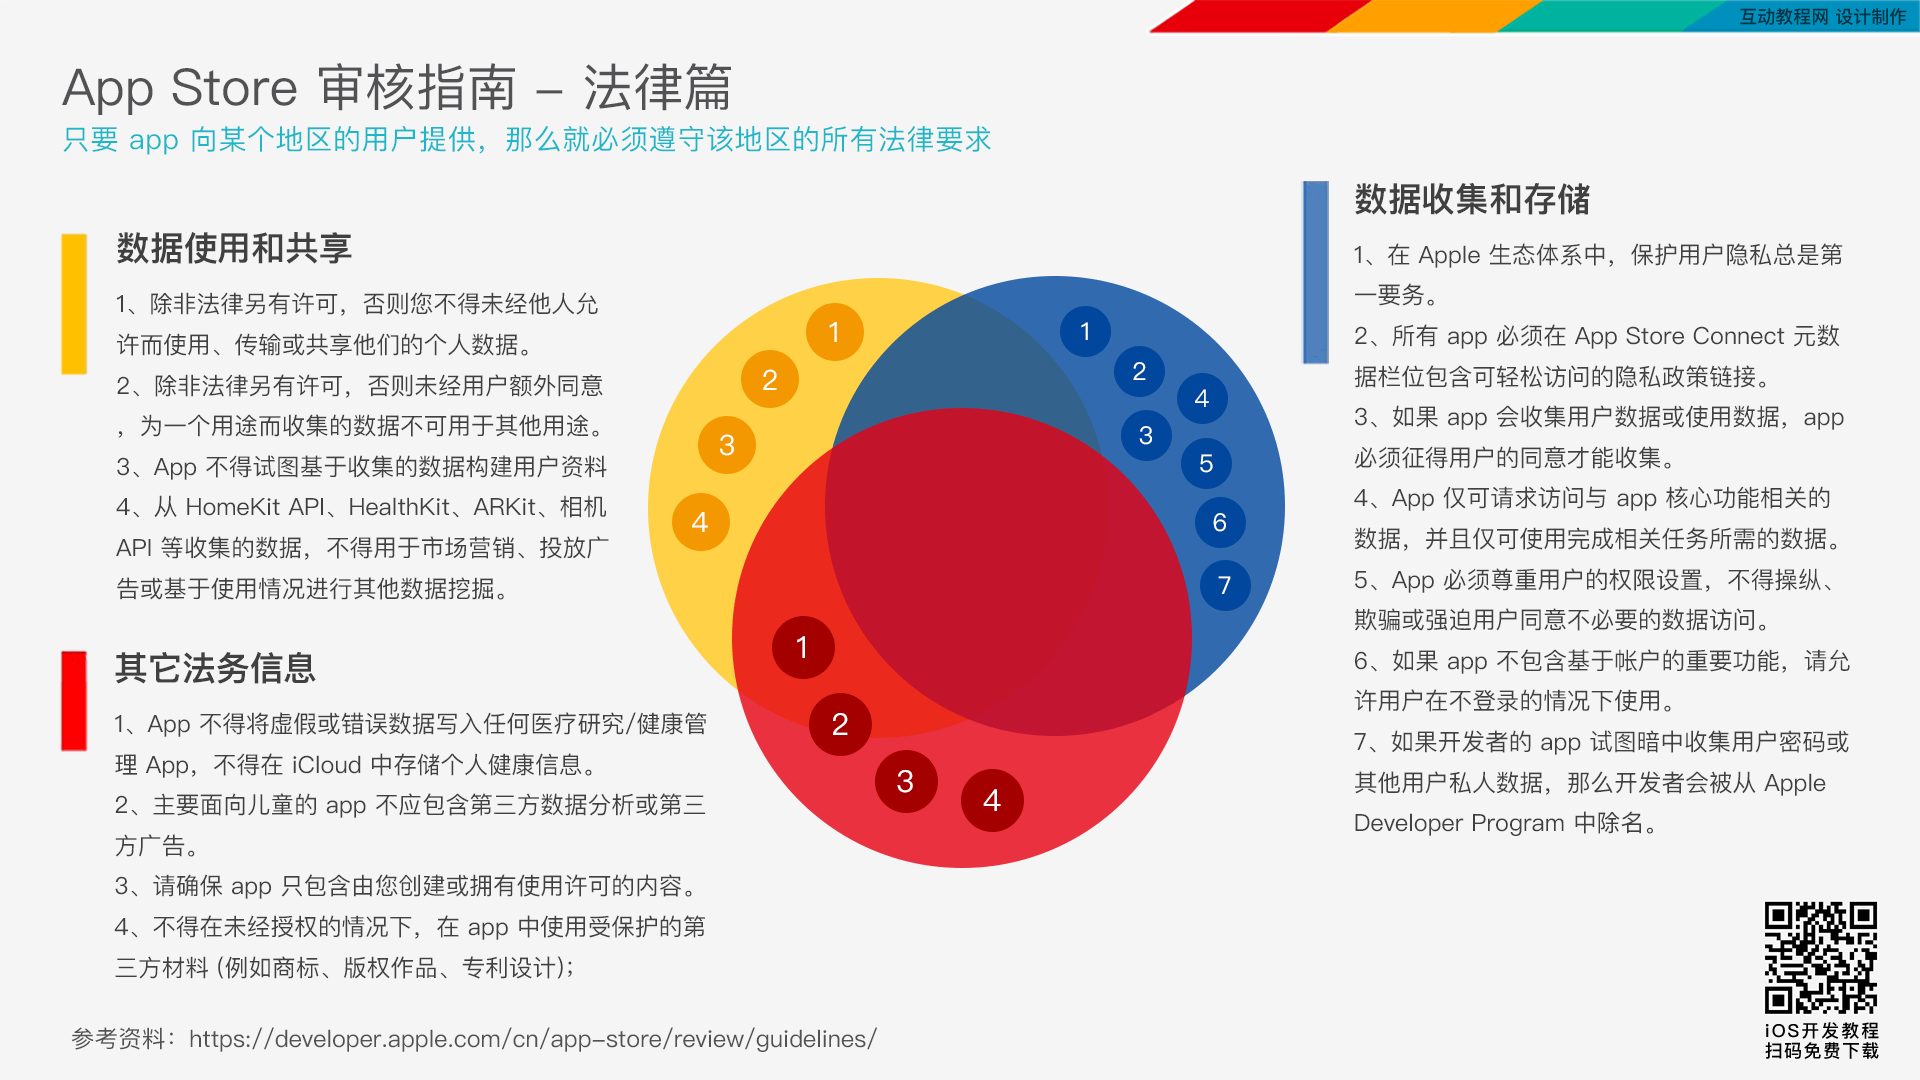 互动教程网 设计制作
App Store 审核指南 – 法律篇
只要 app 向某个地区的用户提供，那么就必须遵守该地区的所有法律要求
数据使用和共享
1、除非法律另有许可，否则您不得未经他人允
许而使用、传输或共享他们的个人数据。
2、除非法律另有许可，否则未经用户额外同意
，为一个用途而收集的数据不可用于其他用途。
3、App 不得试图基于收集的数据构建用户资料
4、从 HomeKit API、HealthKit、ARKit、相机
API 等收集的数据，不得用于市场营销、投放广
告或基于使用情况进行其他数据挖掘。
其它法务信息
1、App 不得将虚假或错误数据写入任何医疗研究/健康管
理 App，不得在 iCloud 中存储个人健康信息。
2、主要面向儿童的 app 不应包含第三方数据分析或第三
方广告。
3、请确保 app 只包含由您创建或拥有使用许可的内容。
4、不得在未经授权的情况下，在 app 中使用受保护的第
三方材料 (例如商标、版权作品、专利设计)；
1
2
3
4
1
2
4
3
5
6
7
1
2
3
4
数据收集和存储
1、在 Apple 生态体系中，保护用户隐私总是第
一要务。
2、所有 app 必须在 App Store Connect 元数
据栏位包含可轻松访问的隐私政策链接。
3、如果 app 会收集用户数据或使用数据，app
必须征得用户的同意才能收集。
4、App 仅可请求访问与 app 核心功能相关的
数据，并且仅可使用完成相关任务所需的数据。
5、App 必须尊重用户的权限设置，不得操纵、
欺骗或强迫用户同意不必要的数据访问。
6、如果 app 不包含基于帐户的重要功能，请允
许用户在不登录的情况下使用。
7、如果开发者的 app 试图暗中收集用户密码或
其他用户私人数据，那么开发者会被从 Apple
Developer Program 中除名。
参考资料：https://developer.apple.com/cn/app-store/review/guidelines/
iOS开发教程
扫码免费下载